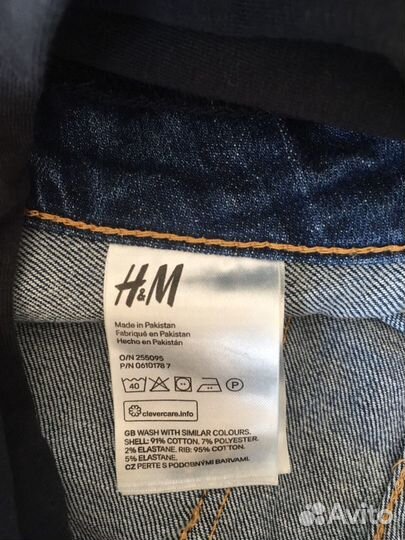 H&M
Made in Pakistan
Fabriqué en Pakistan
Hecho en Pakistán
O/N 255095
P/N 0610178 7
40 P
clevercare.info
GB WASH WITH SIMILAR COLOURS.
SHELL: 91% COTTON, 7% POLYESTER.
2% ELASTANE, RIB: 95% COTTON.
5% ELASTANE.
CZ PERTE S PODOBNÝMI BARVAMI.
Avito